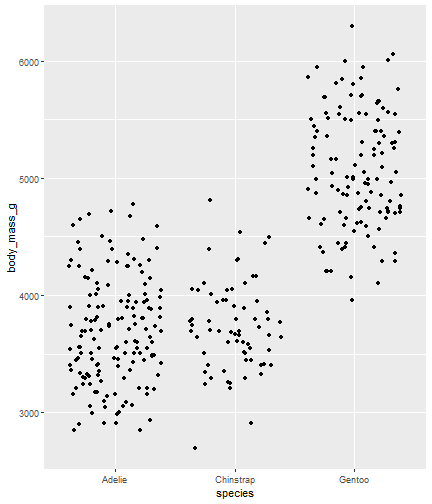 body_mass_g
6000
5000
4000
3000
Adelie
Chinstrap
Gentoo
species